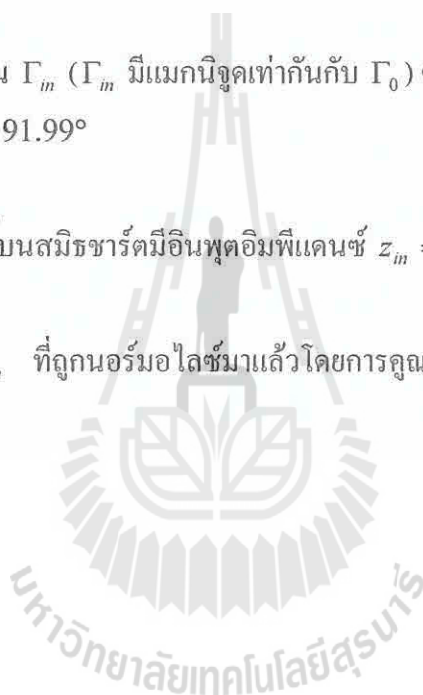 น Γ_in (Γ_in มีแมกนิจูดเท่ากันกับ Γ_0)
91.99°
บนสมิธชาร์ตมีอินพุตอิมพีแดนซ์ z_in =
ที่ถูกนอร์มอไลซ์มาแล้วโดยการคูณ
มหาวิทยาลัยเทคโนโลยีสุรนารี